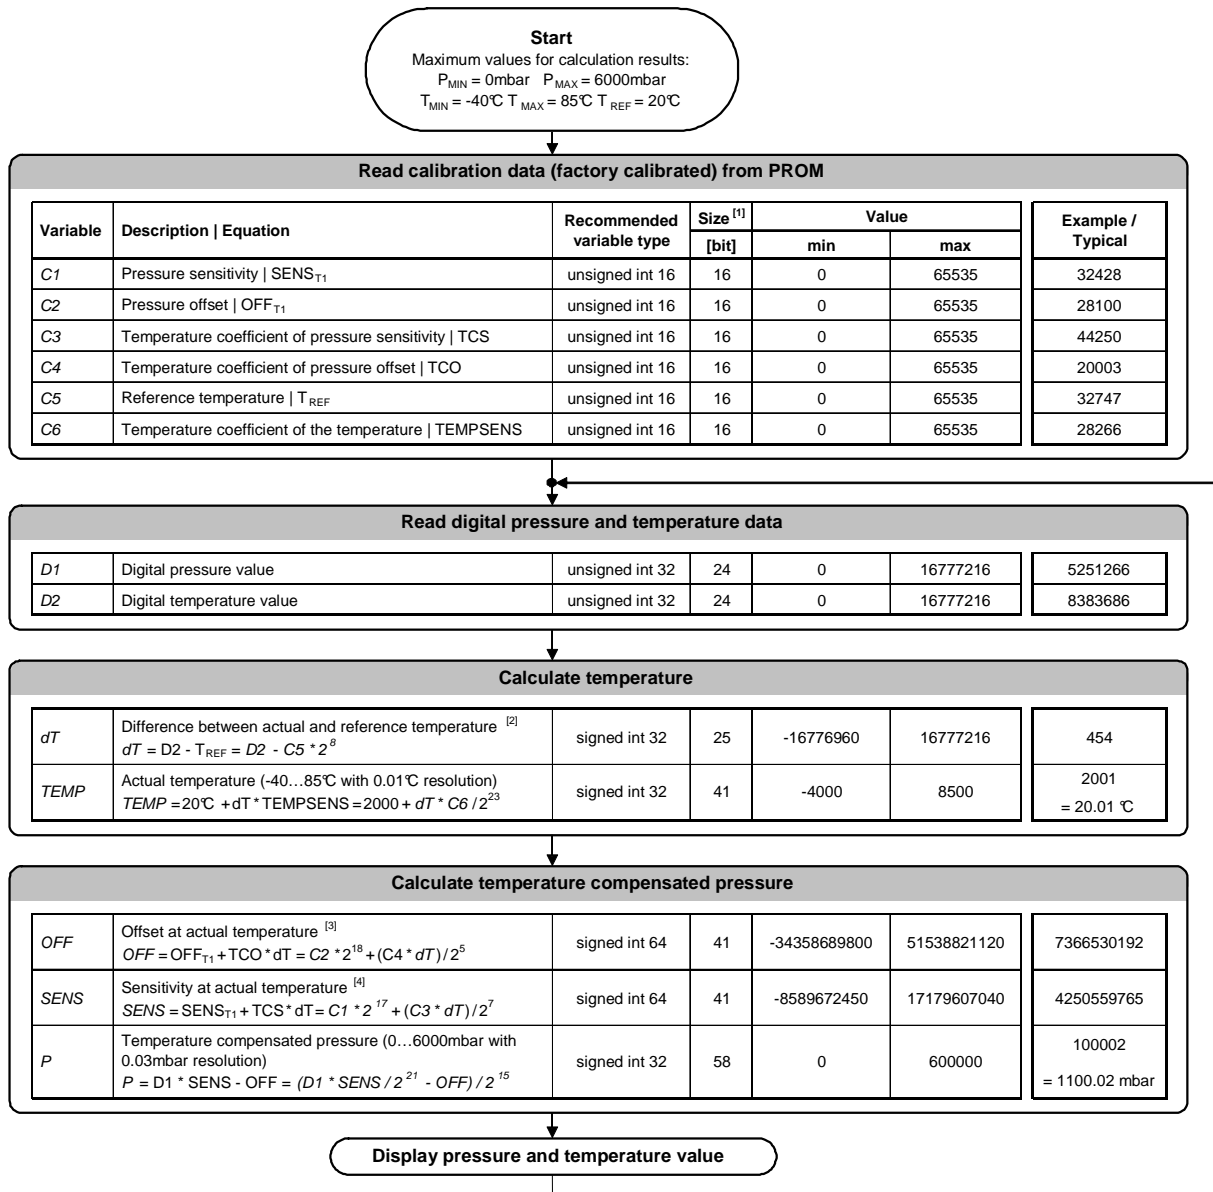 Start
Maximum values for calculation results:
PMIN = 0mbar PMAX = 6000mbar
TMIN = -40°C TMAX = 85°C TREF = 20°C
Read calibration data (factory calibrated) from PROM
Variable Description | Equation Recommended variable type Size [1] [bit] Value min max Example / Typical
C1 Pressure sensitivity | SENST1 unsigned int 16 16 0 65535 32428
C2 Pressure offset | OFFT1 unsigned int 16 16 0 65535 28100
C3 Temperature coefficient of pressure sensitivity | TCS unsigned int 16 16 0 65535 44250
C4 Temperature coefficient of pressure offset | TCO unsigned int 16 16 0 65535 20003
C5 Reference temperature | TREF unsigned int 16 16 0 65535 32747
C6 Temperature coefficient of the temperature | TEMPSENS unsigned int 16 16 0 65535 28266
Read digital pressure and temperature data
D1 Digital pressure value unsigned int 32 24 0 16777216 5251266
D2 Digital temperature value unsigned int 32 24 0 16777216 8383686
Calculate temperature
Difference between actual and reference temperature [2]
dT dT = D2 - TREF = D2 - C5 * 2^8 signed int 32 25 -16776960 16777216 454
Actual temperature (-40…85°C with 0.01°C resolution) 2001
TEMP TEMP = 20°C + dT * TEMPSENS = 2000 + dT * C6 / 2^23 signed int 32 41 -4000 8500 = 20.01 °C
Calculate temperature compensated pressure
Offset at actual temperature [3]
OFF OFF = OFFT1 + TCO * dT = C2 * 2^18 + (C4 * dT) / 2^5 signed int 64 41 -34358689800 51538821120 7366530192
Sensitivity at actual temperature [4]
SENS SENS = SENST1 + TCS * dT = C1 * 2^17 + (C3 * dT) / 2^7 signed int 64 41 -8589672450 17179607040 4250559765
Temperature compensated pressure (0…6000mbar with 100002
P 0.03mbar resolution) signed int 32 58 0 600000
P = D1 * SENS - OFF = (D1 * SENS / 2^21 - OFF) / 2^15 = 1100.02 mbar
Display pressure and temperature value